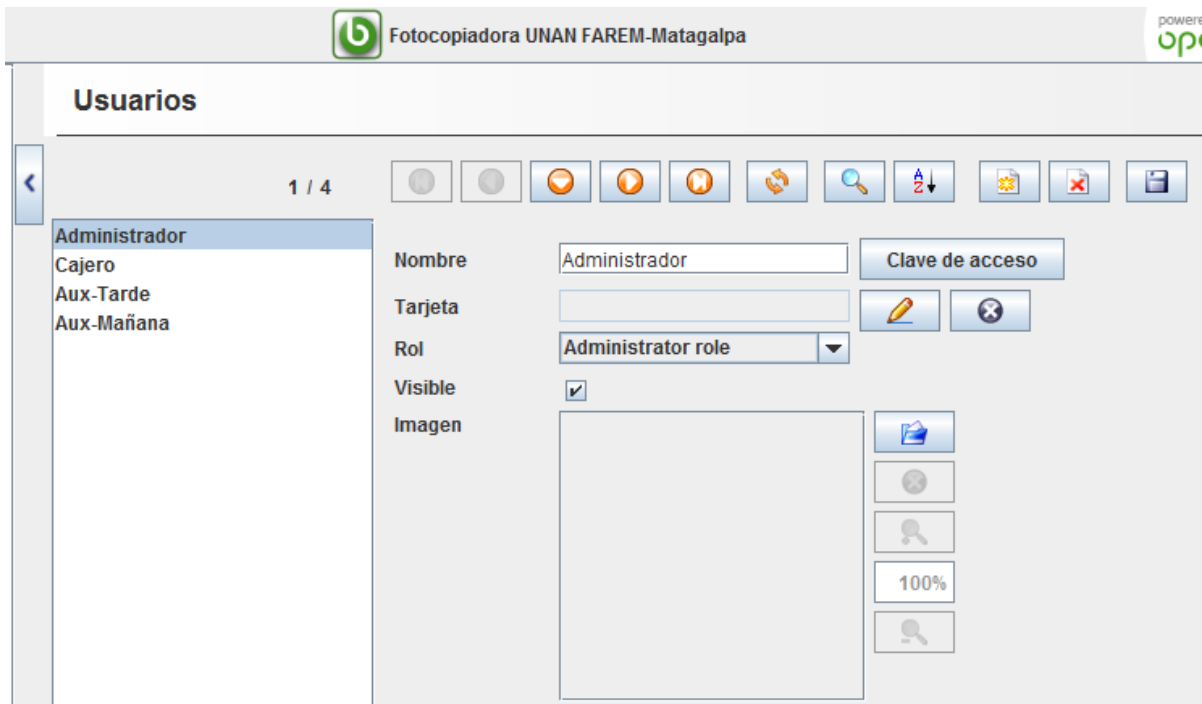 Fotocopiadora UNAN FAREM-Matagalpa
Usuarios
1 / 4
Administrador
Cajero
Aux-Tarde
Aux-Mañana
Nombre Administrador Clave de acceso
Tarjeta
Rol Administrator role
Visible
Imagen
100%